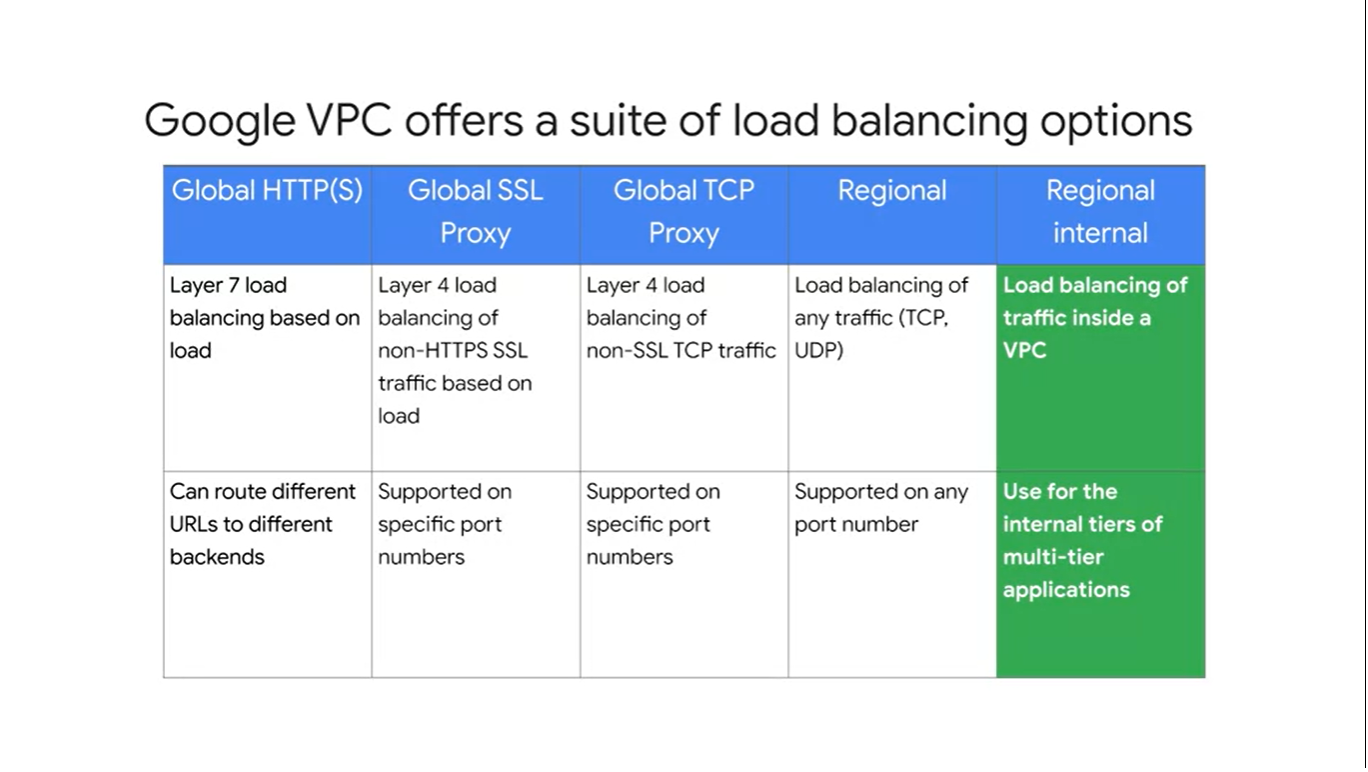 Google VPC offers a suite of load balancing options
Global HTTP(S)
Global SSL
Proxy
Global TCP
Proxy
Regional
Regional
internal
Layer 7 load
balancing based on
load
Layer 4 load
balancing of
non-HTTPS SSL
traffic based on
load
Layer 4 load
balancing of
non-SSL TCP traffic
Load balancing of
any traffic (TCP,
UDP)
Load balancing of
traffic inside a
VPC
Can route different
URLs to different
backends
Supported on
specific port
numbers
Supported on
specific port
numbers
Supported on any
port number
Use for the
internal tiers of
multi-tier
applications